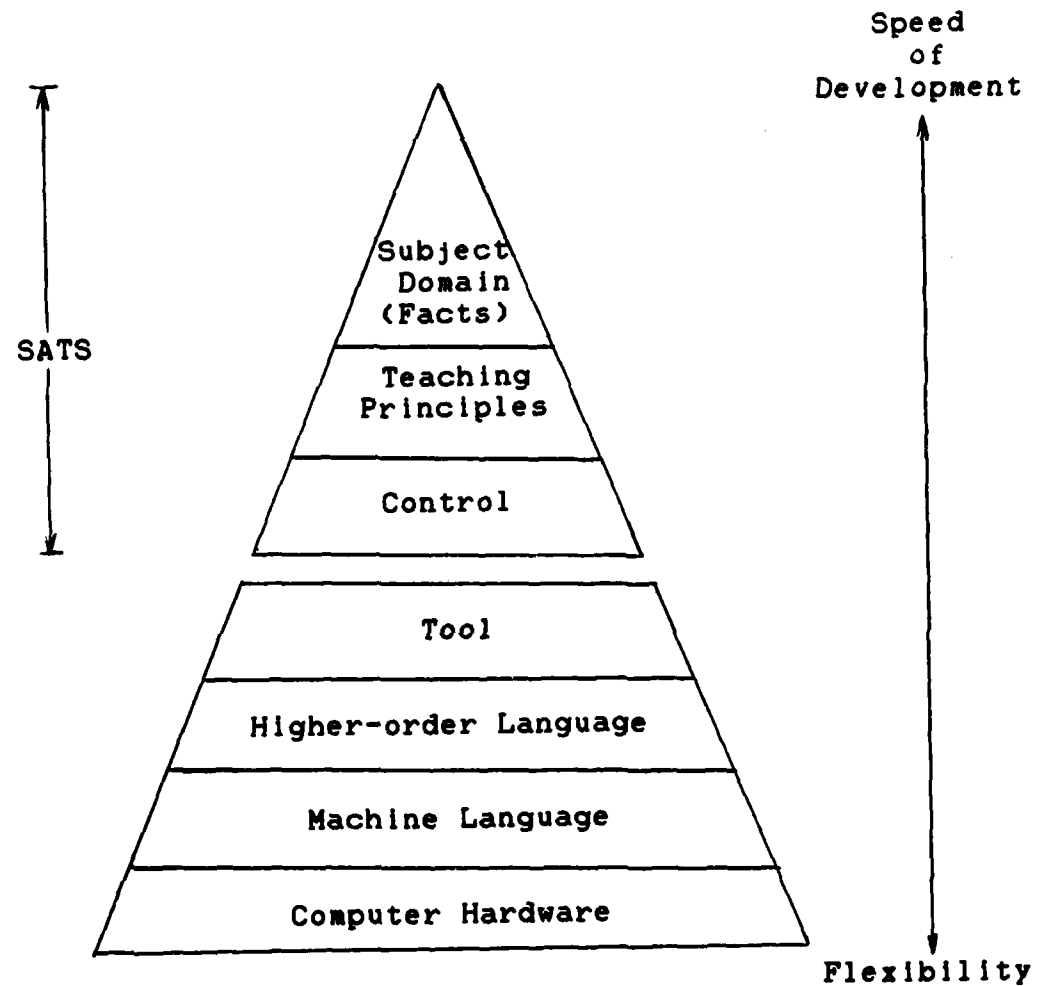 Speed
of
Development
Subject
Domain
(Facts)
SATS
Teaching
Principles
Control
Tool
Higher-order Language
Machine Language
Computer Hardware
Flexibility